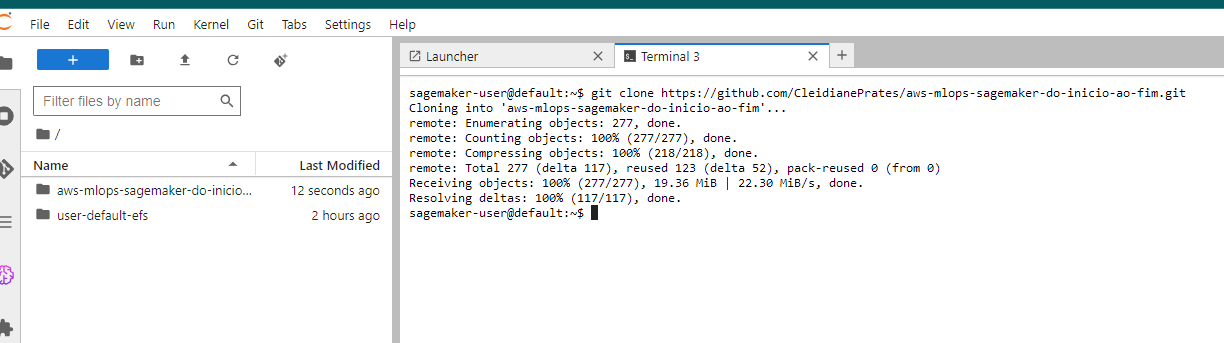 File Edit View Run Kernel Git Tabs Settings Help
+
Filter files by name
/
Name Last Modified
aws-mlops-sagemaker-do-inicio... 12 seconds ago
user-default-efs 2 hours ago
Launcher
Terminal 3
+
sagemaker-user@default:~$ git clone https://github.com/CleidianePrates/aws-mlops-sagemaker-do-inicio-ao-fim.git
Cloning into 'aws-mlops-sagemaker-do-inicio-ao-fim'...
remote: Enumerating objects: 277, done.
remote: Counting objects: 100% (277/277), done.
remote: Compressing objects: 100% (218/218), done.
remote: Total 277 (delta 117), reused 123 (delta 52), pack-reused 0 (from 0)
Receiving objects: 100% (277/277), 19.36 MiB | 22.30 MiB/s, done.
Resolving deltas: 100% (117/117), done.
sagemaker-user@default:~$